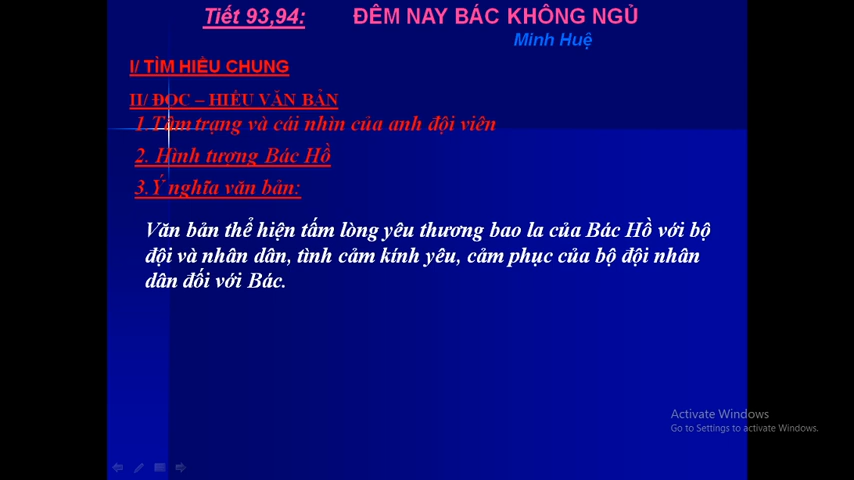 Tiết 93,94: ĐÊM NAY BÁC KHÔNG NGỦ
Minh Huệ
I/ TÌM HIỂU CHUNG
II/ ĐỌC – HIỂU VĂN BẢN
1 Tâm trạng và cái nhìn của anh đội viên
2. Hình tượng Bác Hồ
3.Ý nghĩa văn bản:
Văn bản thể hiện tấm lòng yêu thương bao la của Bác Hồ với bộ
đội và nhân dân, tình cảm kính yêu, cảm phục của bộ đội nhân
dân đối với Bác.
Activate Windows
Go to Settings to activate Windows.